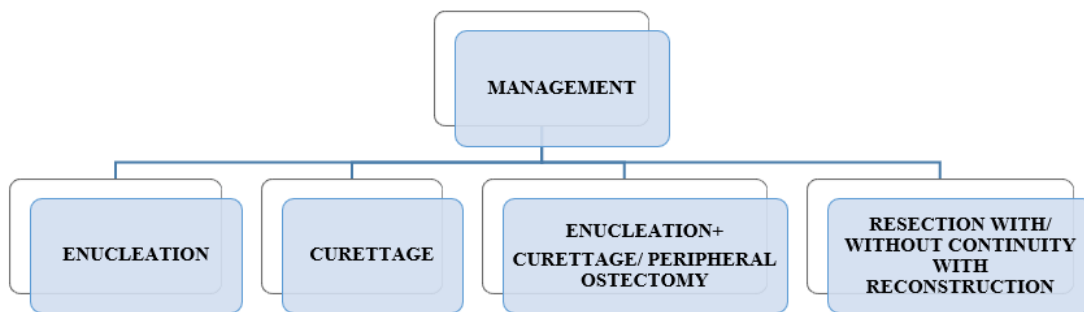 MANAGEMENT
ENUCLEATION
CURETTAGE
ENUCLEATION+
CURETTAGE/ PERIPHERAL
OSTECTOMY
RESECTION WITH/
WITHOUT CONTINUITY
WITH
RECONSTRUCTION